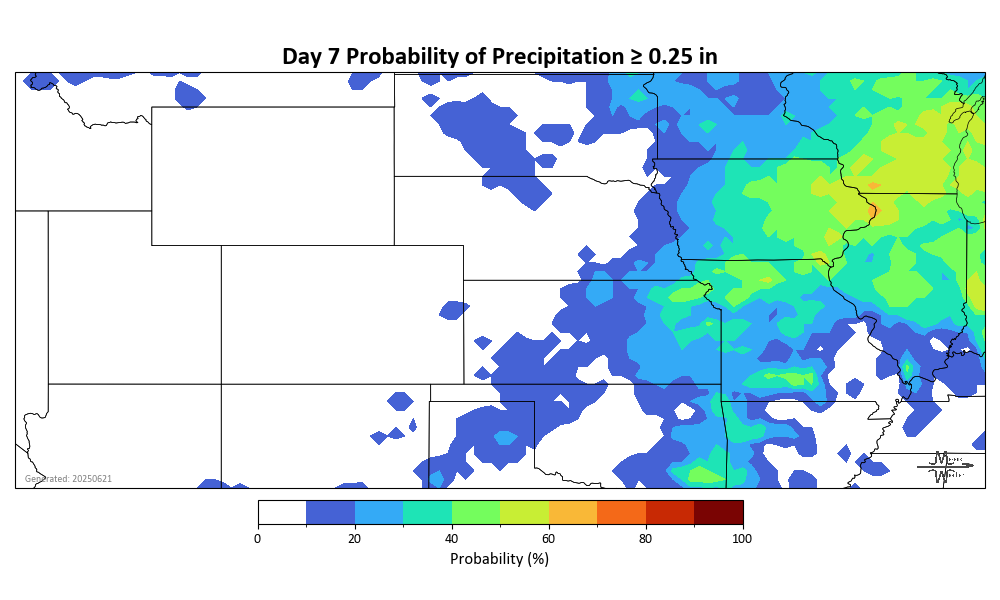 Day 7 Probability of Precipitation ≥ 0.25 in
Generated: 20250621
0 20 40 60 80 100
Probability (%)